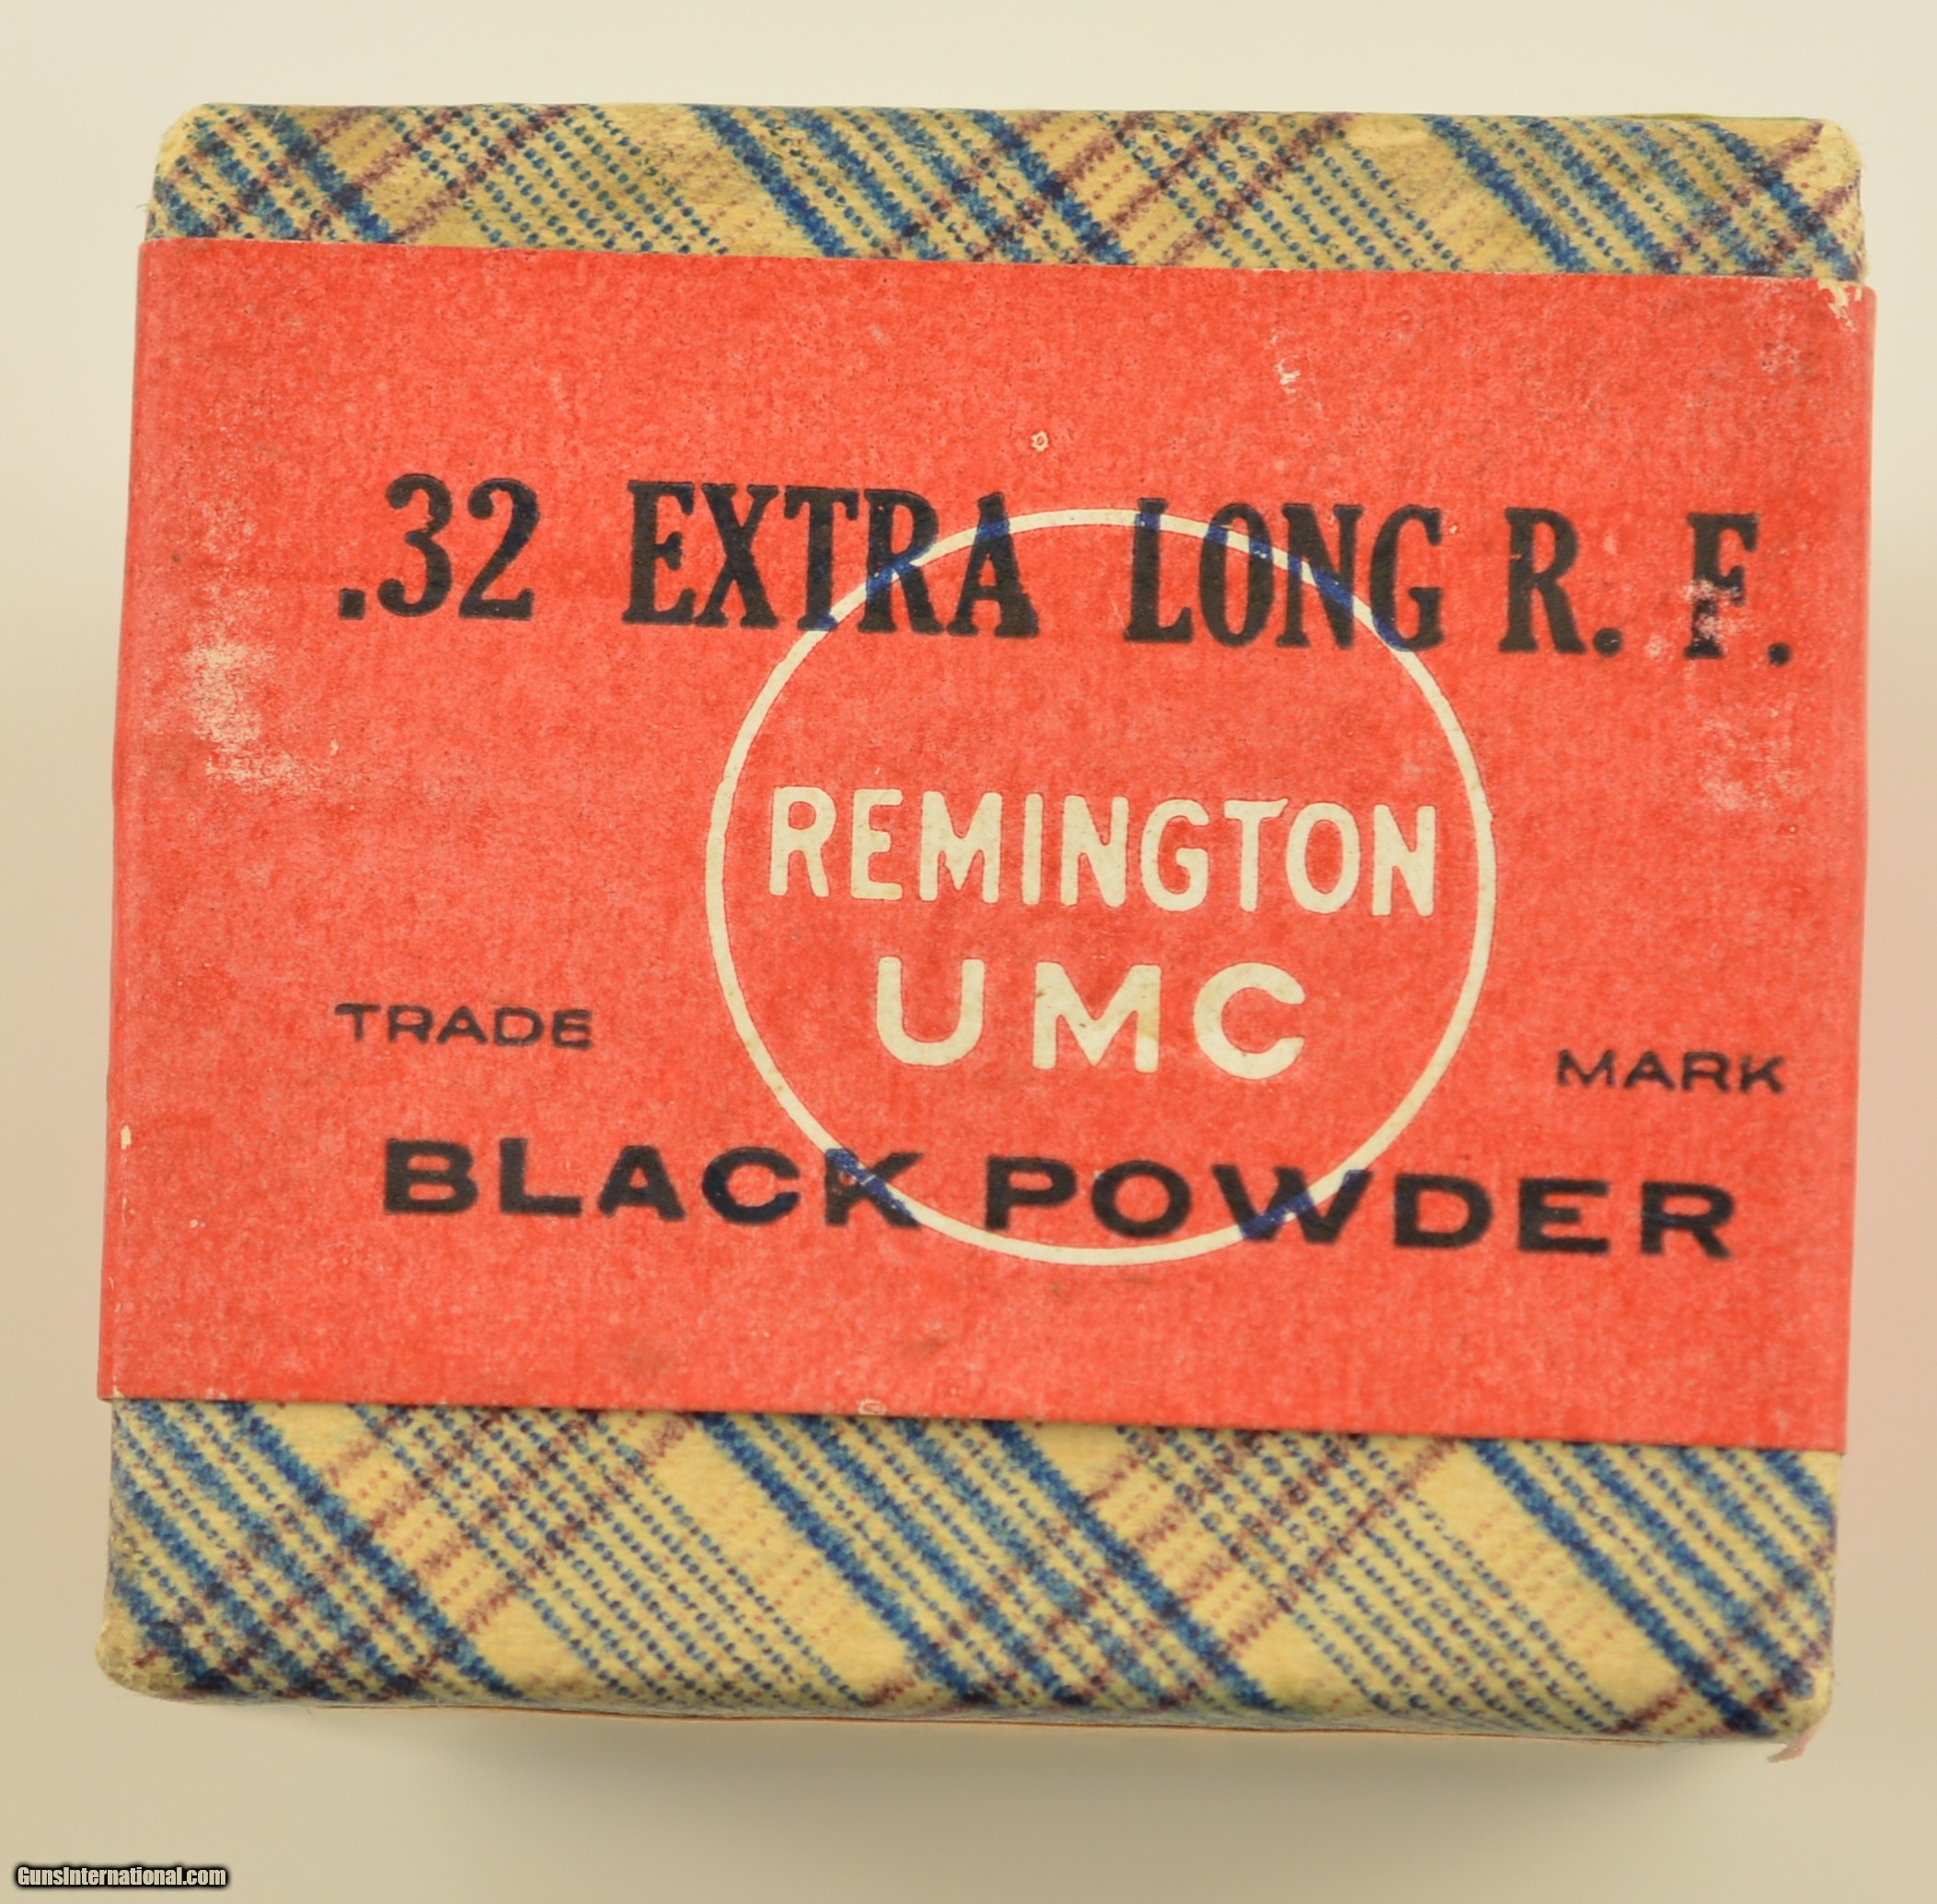 .32 EXTRA LONG R. F.
REMINGTON
UMC
TRADE MARK
BLACK POWDER
GunsInternational.com